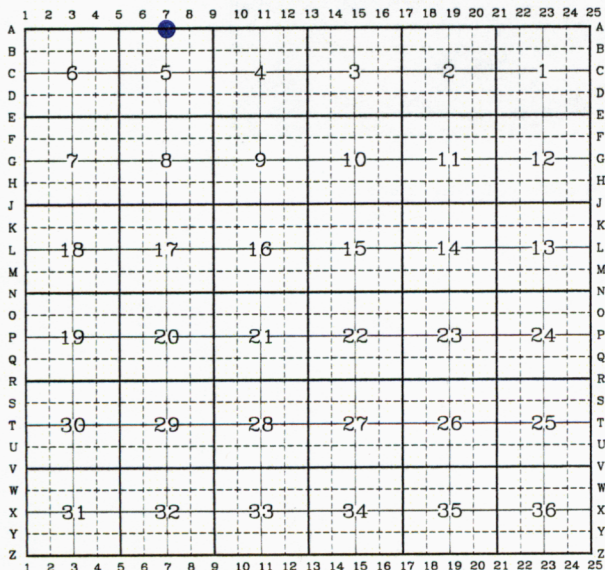 1 2 3 4 5 6 7 8 9 10 11 12 13 14 15 16 17 18 19 20 21 22 23 24 25
A A
B B
C 6 5 4 3 2 1 C
D D
E E
F F
G 7 8 9 10 11 12 G
H H
J J
K K
L 18 17 16 15 14 13 L
M M
N N
O O
P 19 20 21 22 23 24 P
Q Q
R R
S S
T 30 29 28 27 26 25 T
U U
V V
W W
X 31 32 33 34 35 36 X
Y Y
Z Z
1 2 3 4 5 6 7 8 9 10 11 12 13 14 15 16 17 18 19 20 21 22 23 24 25